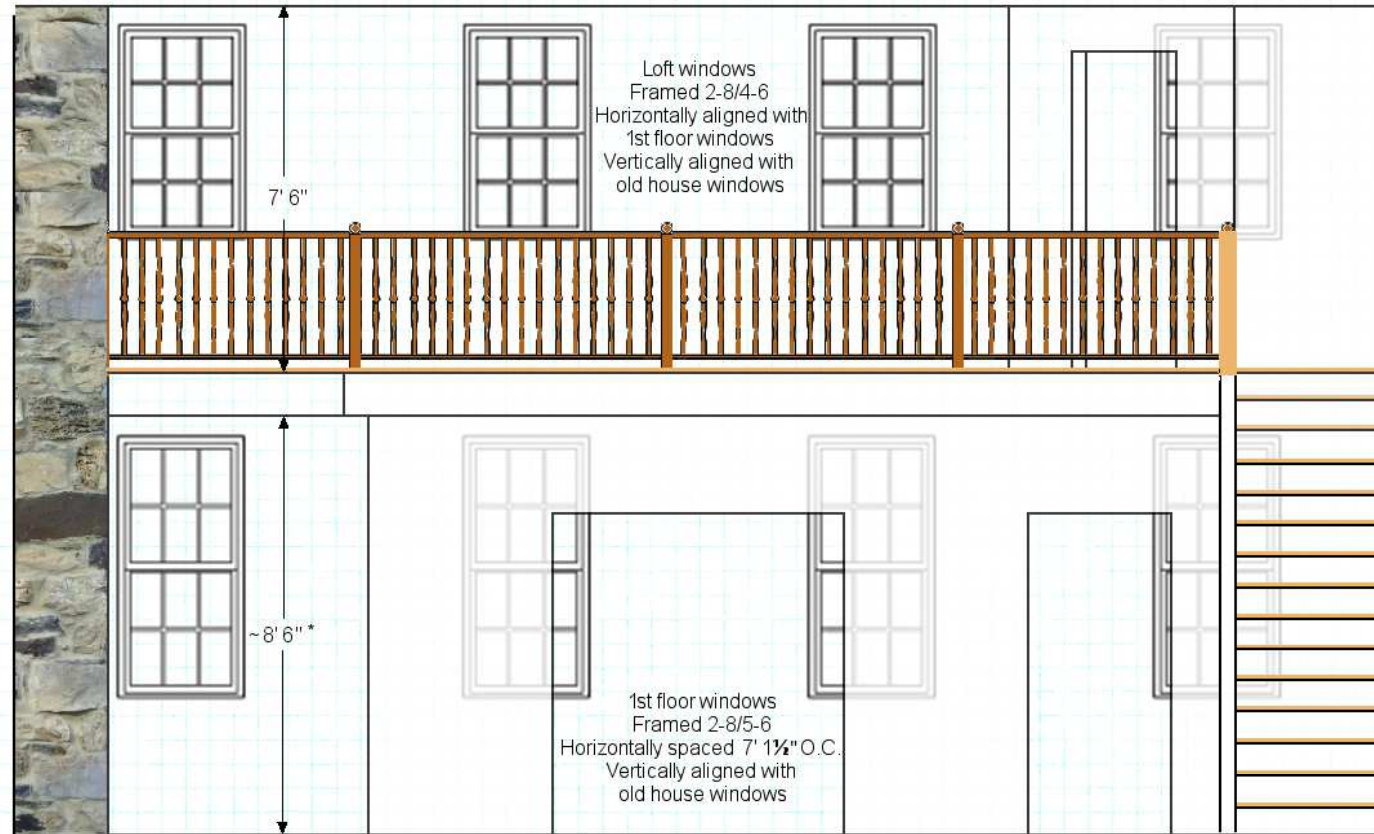 Loft windows
Framed 2-8/4-6
Horizontally aligned with
1st floor windows
Vertically aligned with
old house windows
7' 6"
~8' 6" *
1st floor windows
Framed 2-8/5-6
Horizontally spaced 7' 1½" O.C.
Vertically aligned with
old house windows